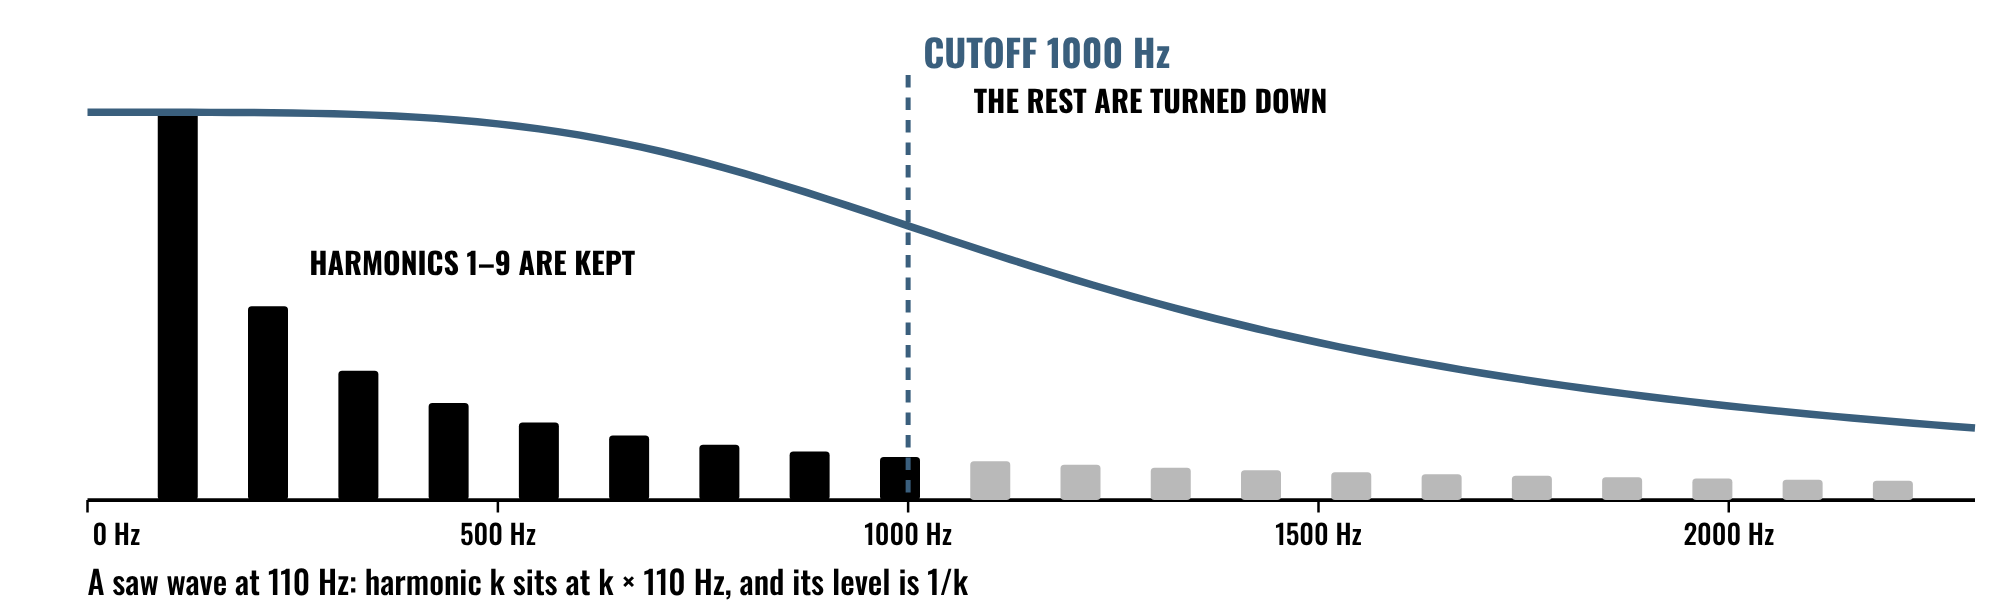 CUTOFF 1000 Hz
THE REST ARE TURNED DOWN
HARMONICS 1–9 ARE KEPT
0 Hz
500 Hz
1000 Hz
1500 Hz
2000 Hz
A saw wave at 110 Hz: harmonic k sits at k × 110 Hz, and its level is 1/k